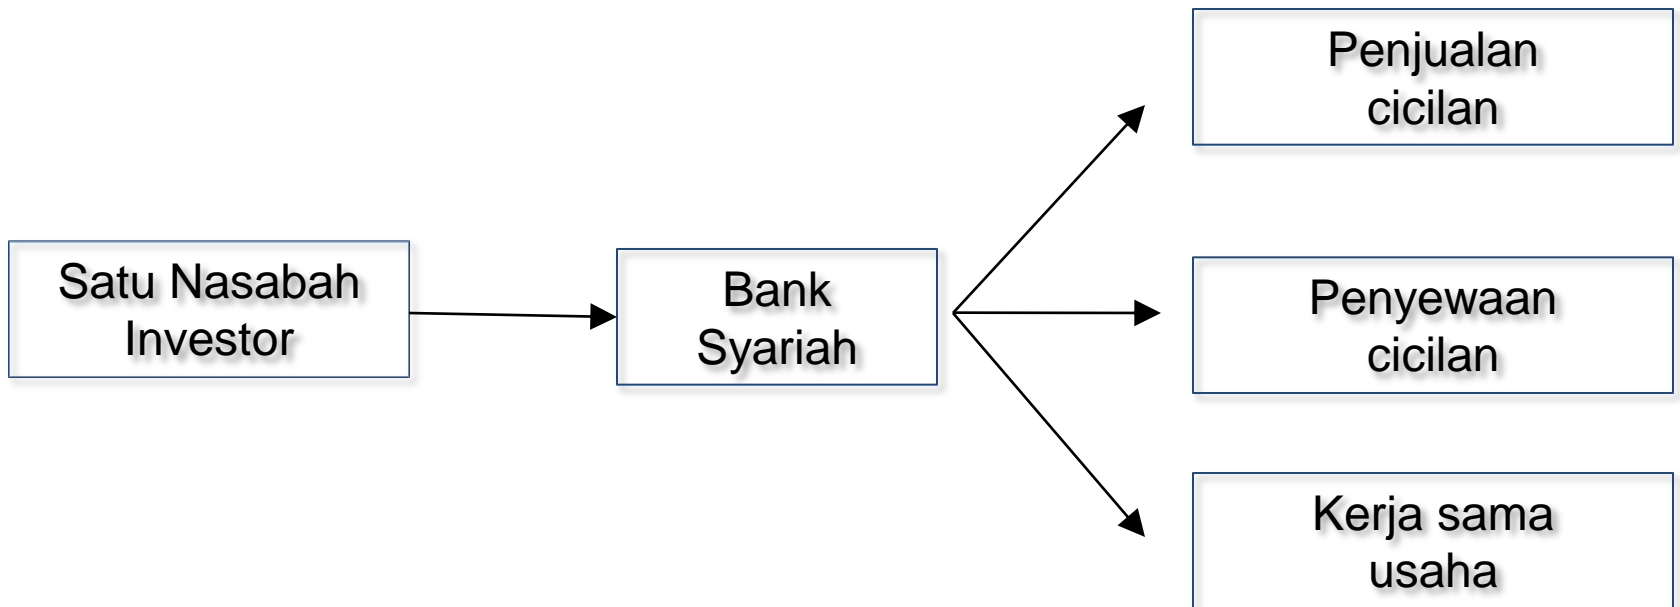 Satu Nasabah
Investor
Bank
Syariah
Penjualan
cicilan
Penyewaan
cicilan
Kerja sama
usaha